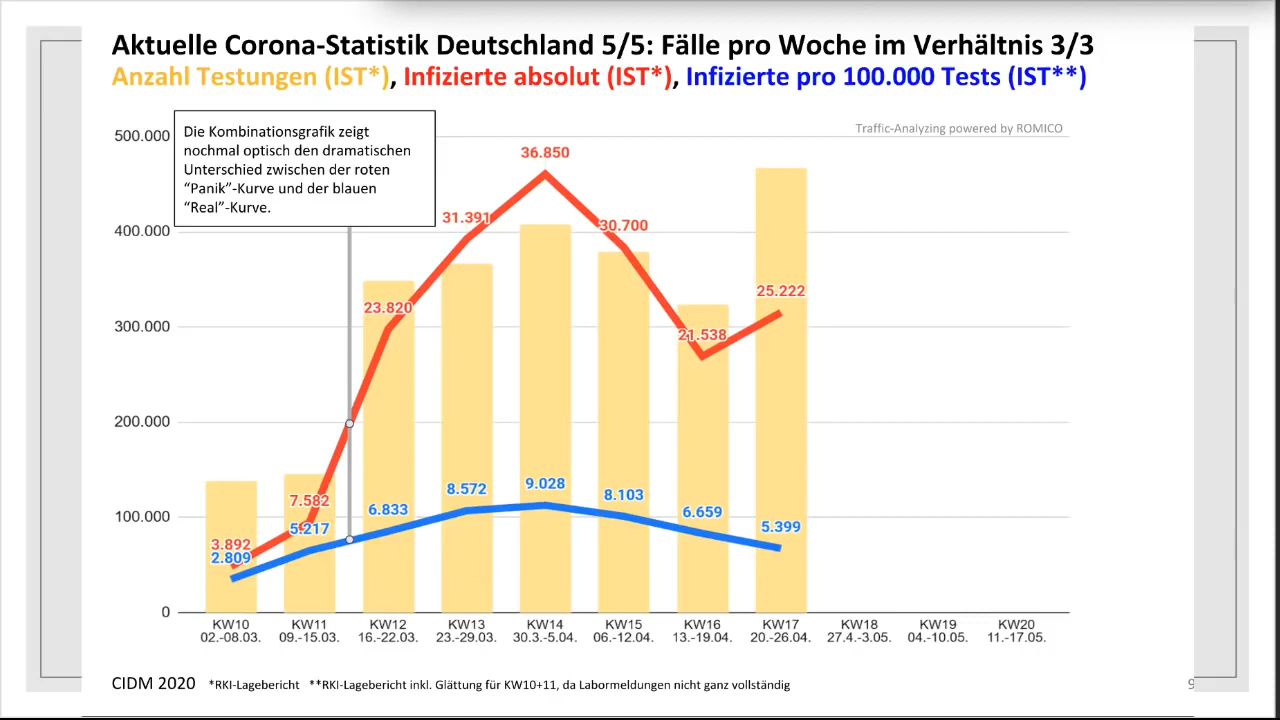 Aktuelle Corona-Statistik Deutschland 5/5: Fälle pro Woche im Verhältnis 3/3
Anzahl Testungen (IST*), Infizierte absolut (IST*), Infizierte pro 100.000 Tests (IST**)
Die Kombinationsgrafik zeigt
nochmal optisch den dramatischen
Unterschied zwischen der roten
“Panik”-Kurve und der blauen
“Real”-Kurve.
Traffic-Analyzing powered by ROMICO
500.000
400.000
300.000
200.000
100.000
0
3.892
7.582
23.820
31.391
36.850
30.700
21.538
25.222
2.809
5.217
6.833
8.572
9.028
8.103
6.659
5.399
KW10 KW11 KW12 KW13 KW14 KW15 KW16 KW17 KW18 KW19 KW20
02.-08.03. 09.-15.03. 16.-22.03. 23.-29.03. 30.3.-5.04. 06.-12.04. 13.-19.04. 20.-26.04. 27.4.-3.05. 04.-10.05. 11.-17.05.
CIDM 2020 *RKI-Lagebericht **RKI-Lagebericht inkl. Glättung für KW10+11, da Labormeldungen nicht ganz vollständig
9